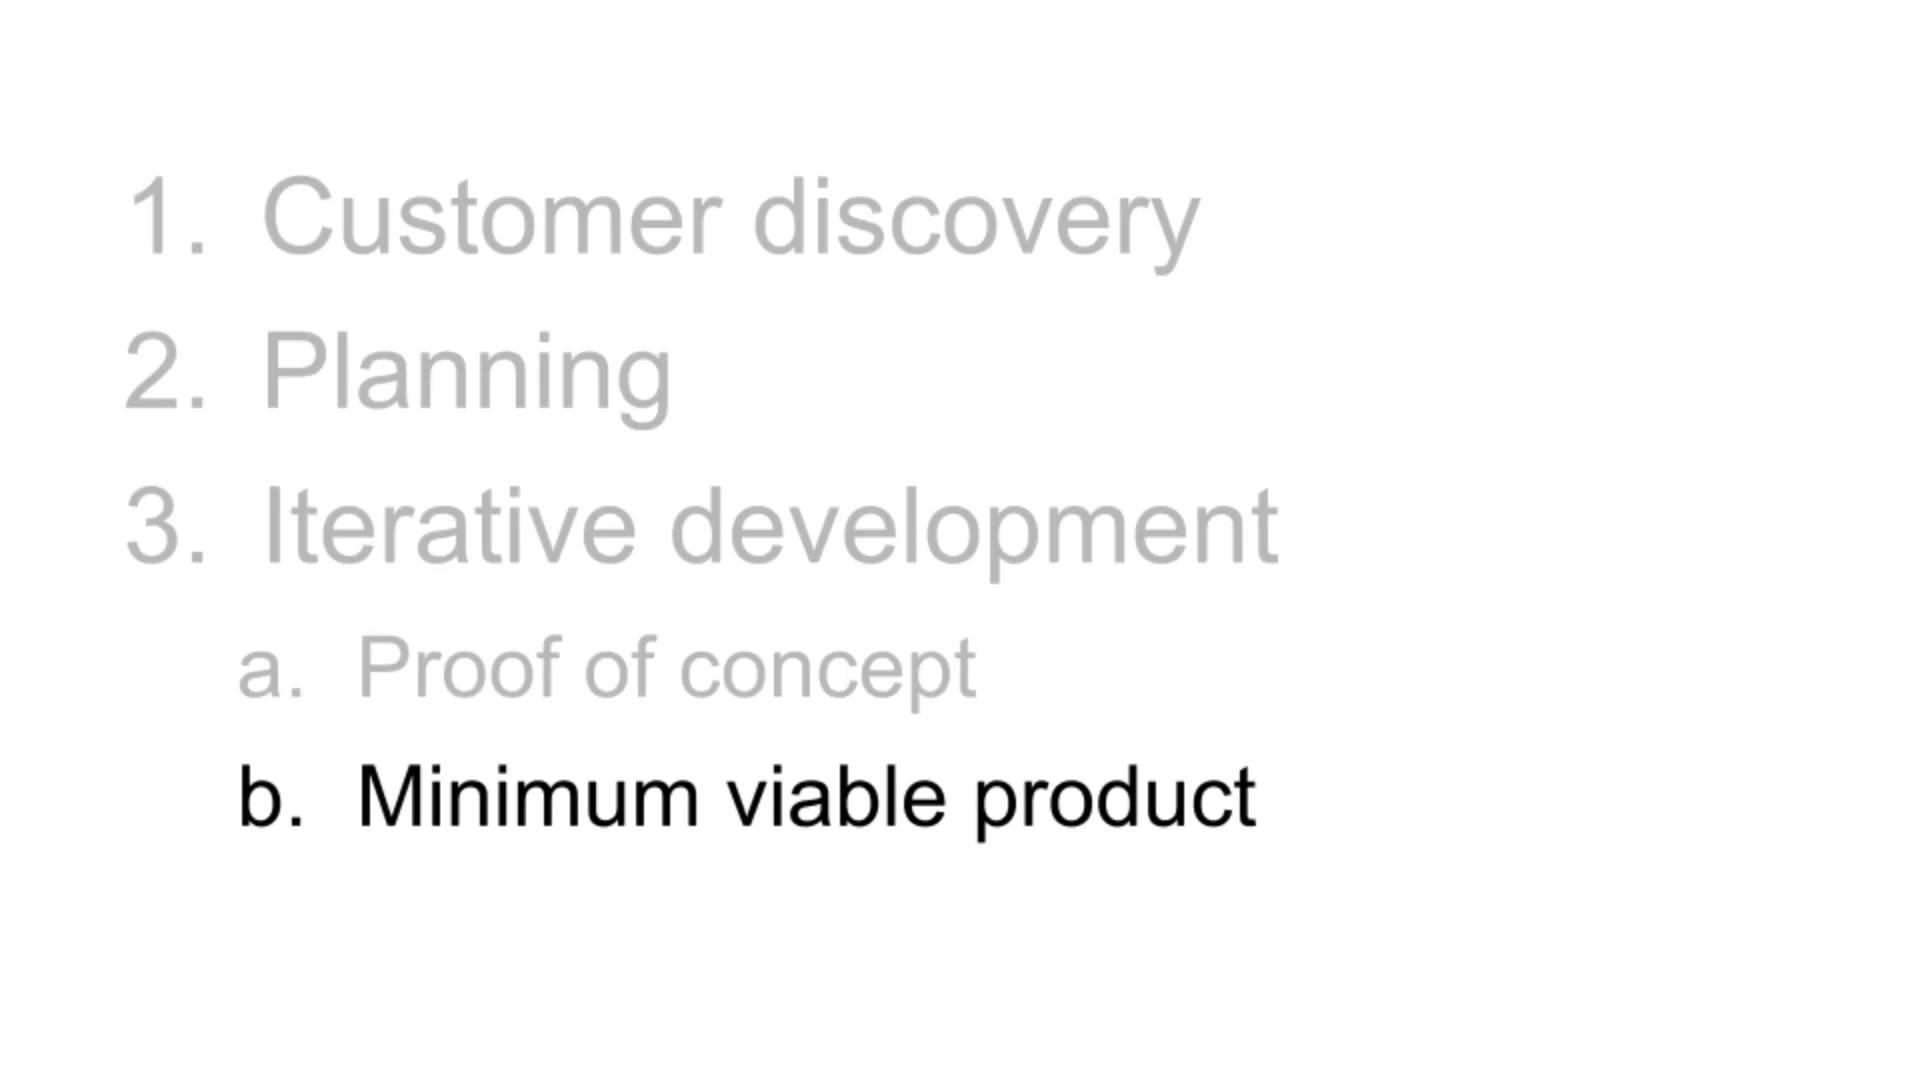 1. Customer discovery
2. Planning
3. Iterative development
a. Proof of concept
b. Minimum viable product